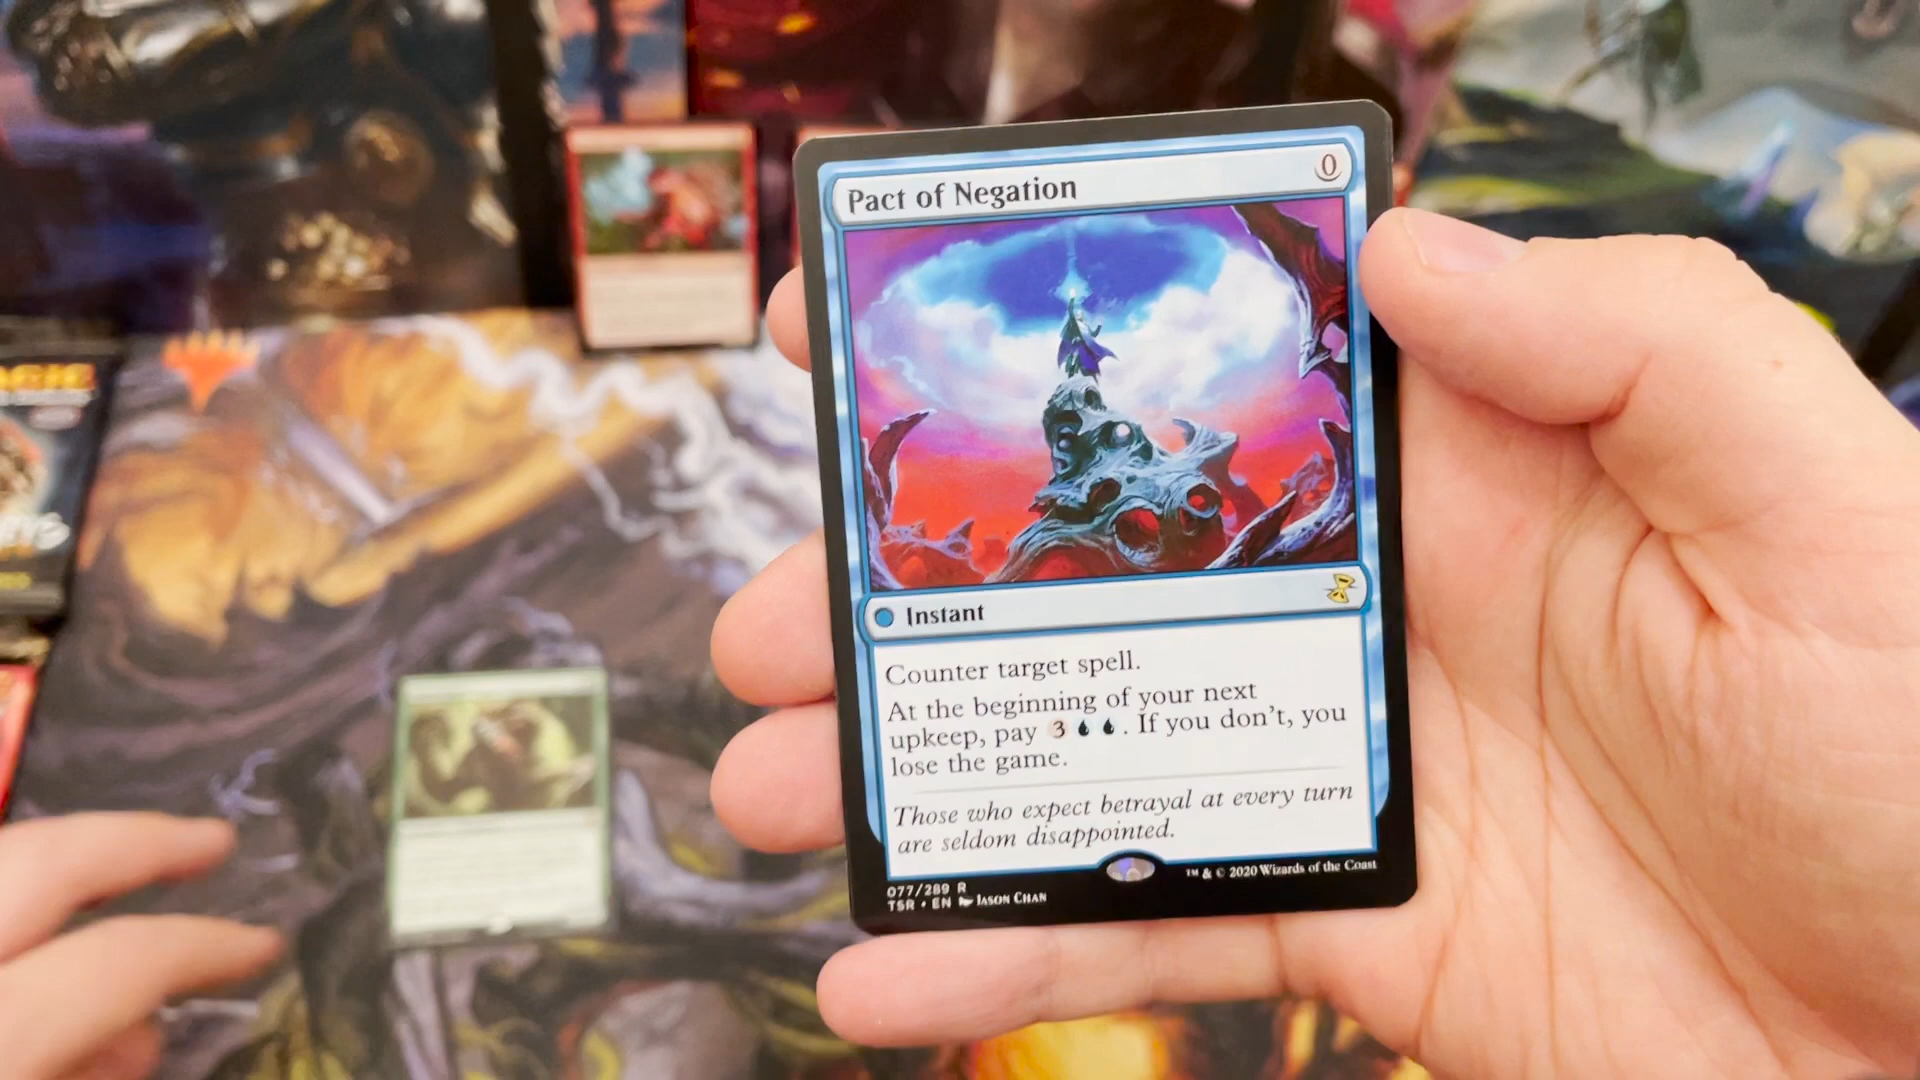 Pact of Negation
0
Instant
Counter target spell.
At the beginning of your next
upkeep, pay 3 . If you don't, you
lose the game.
Those who expect betrayal at every turn
are seldom disappointed.
077/289 R
TSR • EN JASON CHAN
™ & © 2020 Wizards of the Coast